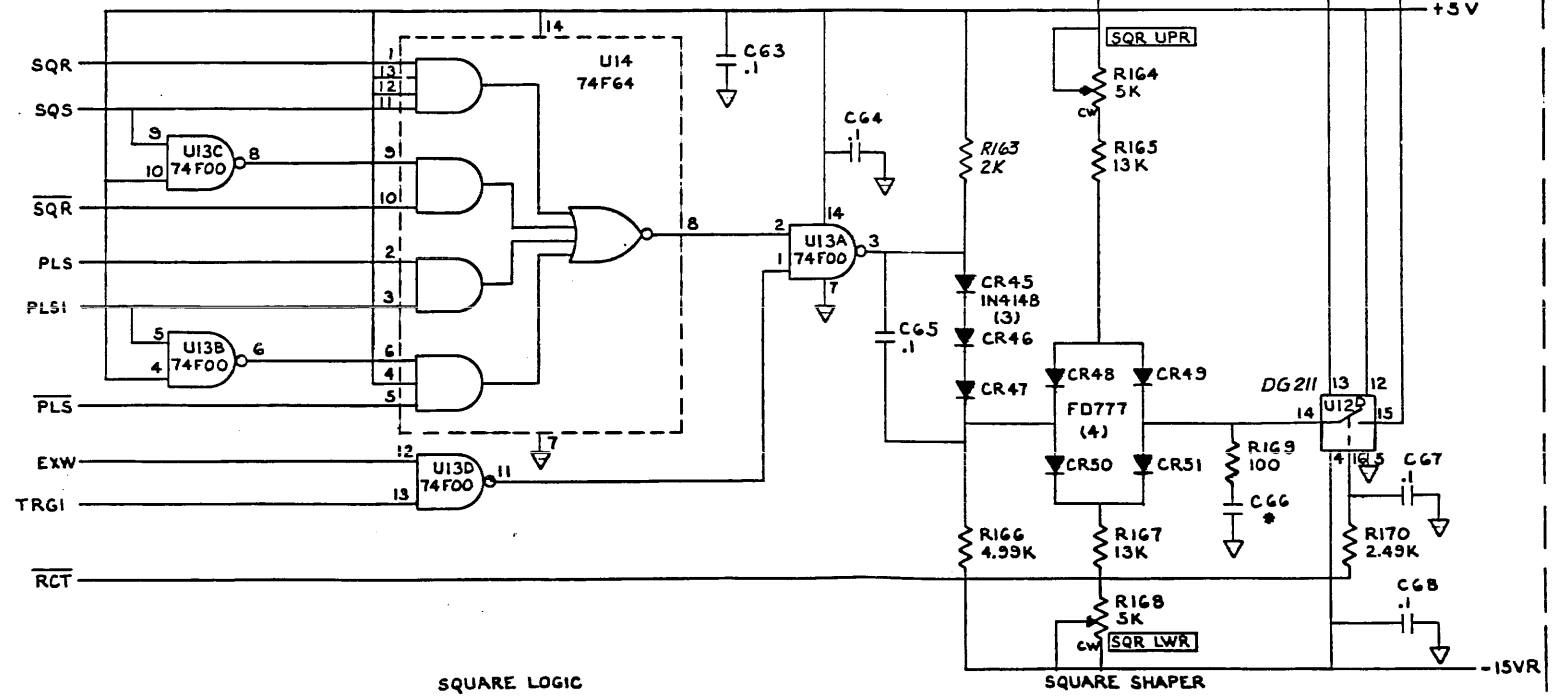 +5V
14
SQR UPR
SQR
1
U14
74F64
C63
.1
R164
5K
CW
13
12
SQS
11
C64
.1
9
U13C
74F00
8
10
9
R163
2K
R165
13K
SQR
10
14
2
U13A
74F00
3
8
PLS
2
1
7
CR45
1N4148
(3)
PLS1
3
C65
.1
CR46
5
U13B
74F00
6
4
6
4
CR47
CR48
CR49
DG211
13
12
PLS
5
FD777
(4)
14
U12D
15
7
EXW
12
U13D
74F00
11
CR50
CR51
R169
100
4
16
5
C67
.1
TRG1
13
C66
*
R166
4.99K
R167
13K
R170
2.49K
RCT
R168
5K
CW
SQR LWR
C68
.1
-15VR
SQUARE LOGIC
SQUARE SHAPER